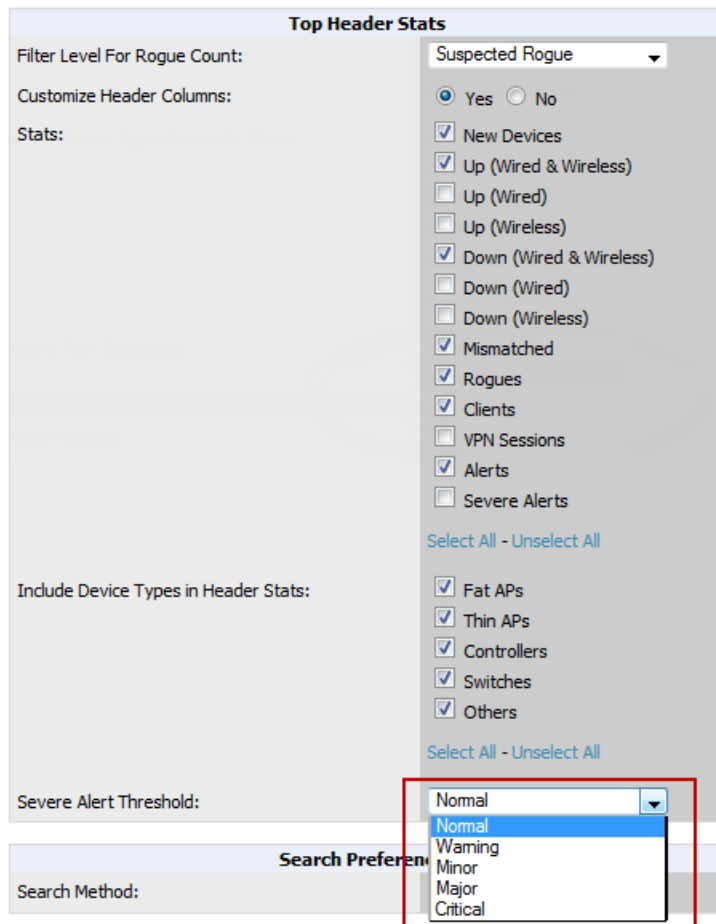 Top Header Stats
Filter Level For Rogue Count: Suspected Rogue
Customize Header Columns: Yes No
Stats: New Devices
Up (Wired & Wireless)
Up (Wired)
Up (Wireless)
Down (Wired & Wireless)
Down (Wired)
Down (Wireless)
Mismatched
Rogues
Clients
VPN Sessions
Alerts
Severe Alerts
Select All - Unselect All
Include Device Types in Header Stats: Fat APs
Thin APs
Controllers
Switches
Others
Select All - Unselect All
Severe Alert Threshold: Normal
Normal
Warning
Search Preferen
Minor
Search Method: Major
Critical